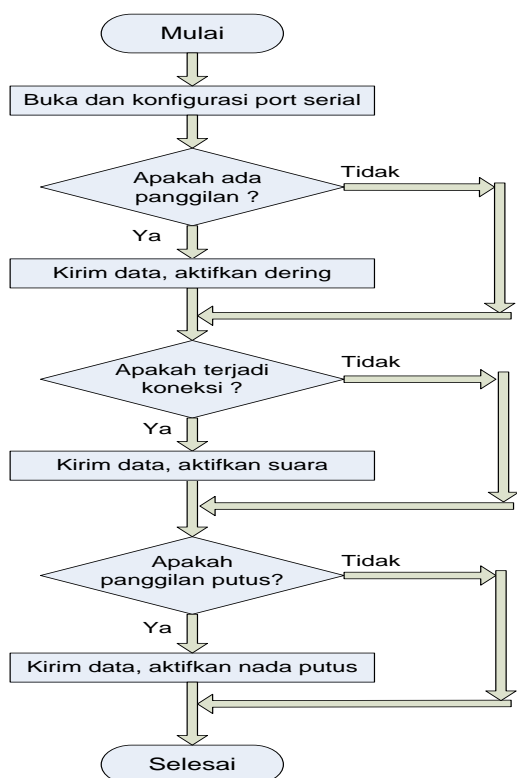 Mulai
Buka dan konfigurasi port serial
Apakah ada
panggilan ?
Tidak
Ya
Kirim data, aktifkan dering
Apakah terjadi
koneksi ?
Tidak
Ya
Kirim data, aktifkan suara
Apakah
panggilan putus?
Tidak
Ya
Kirim data, aktifkan nada putus
Selesai